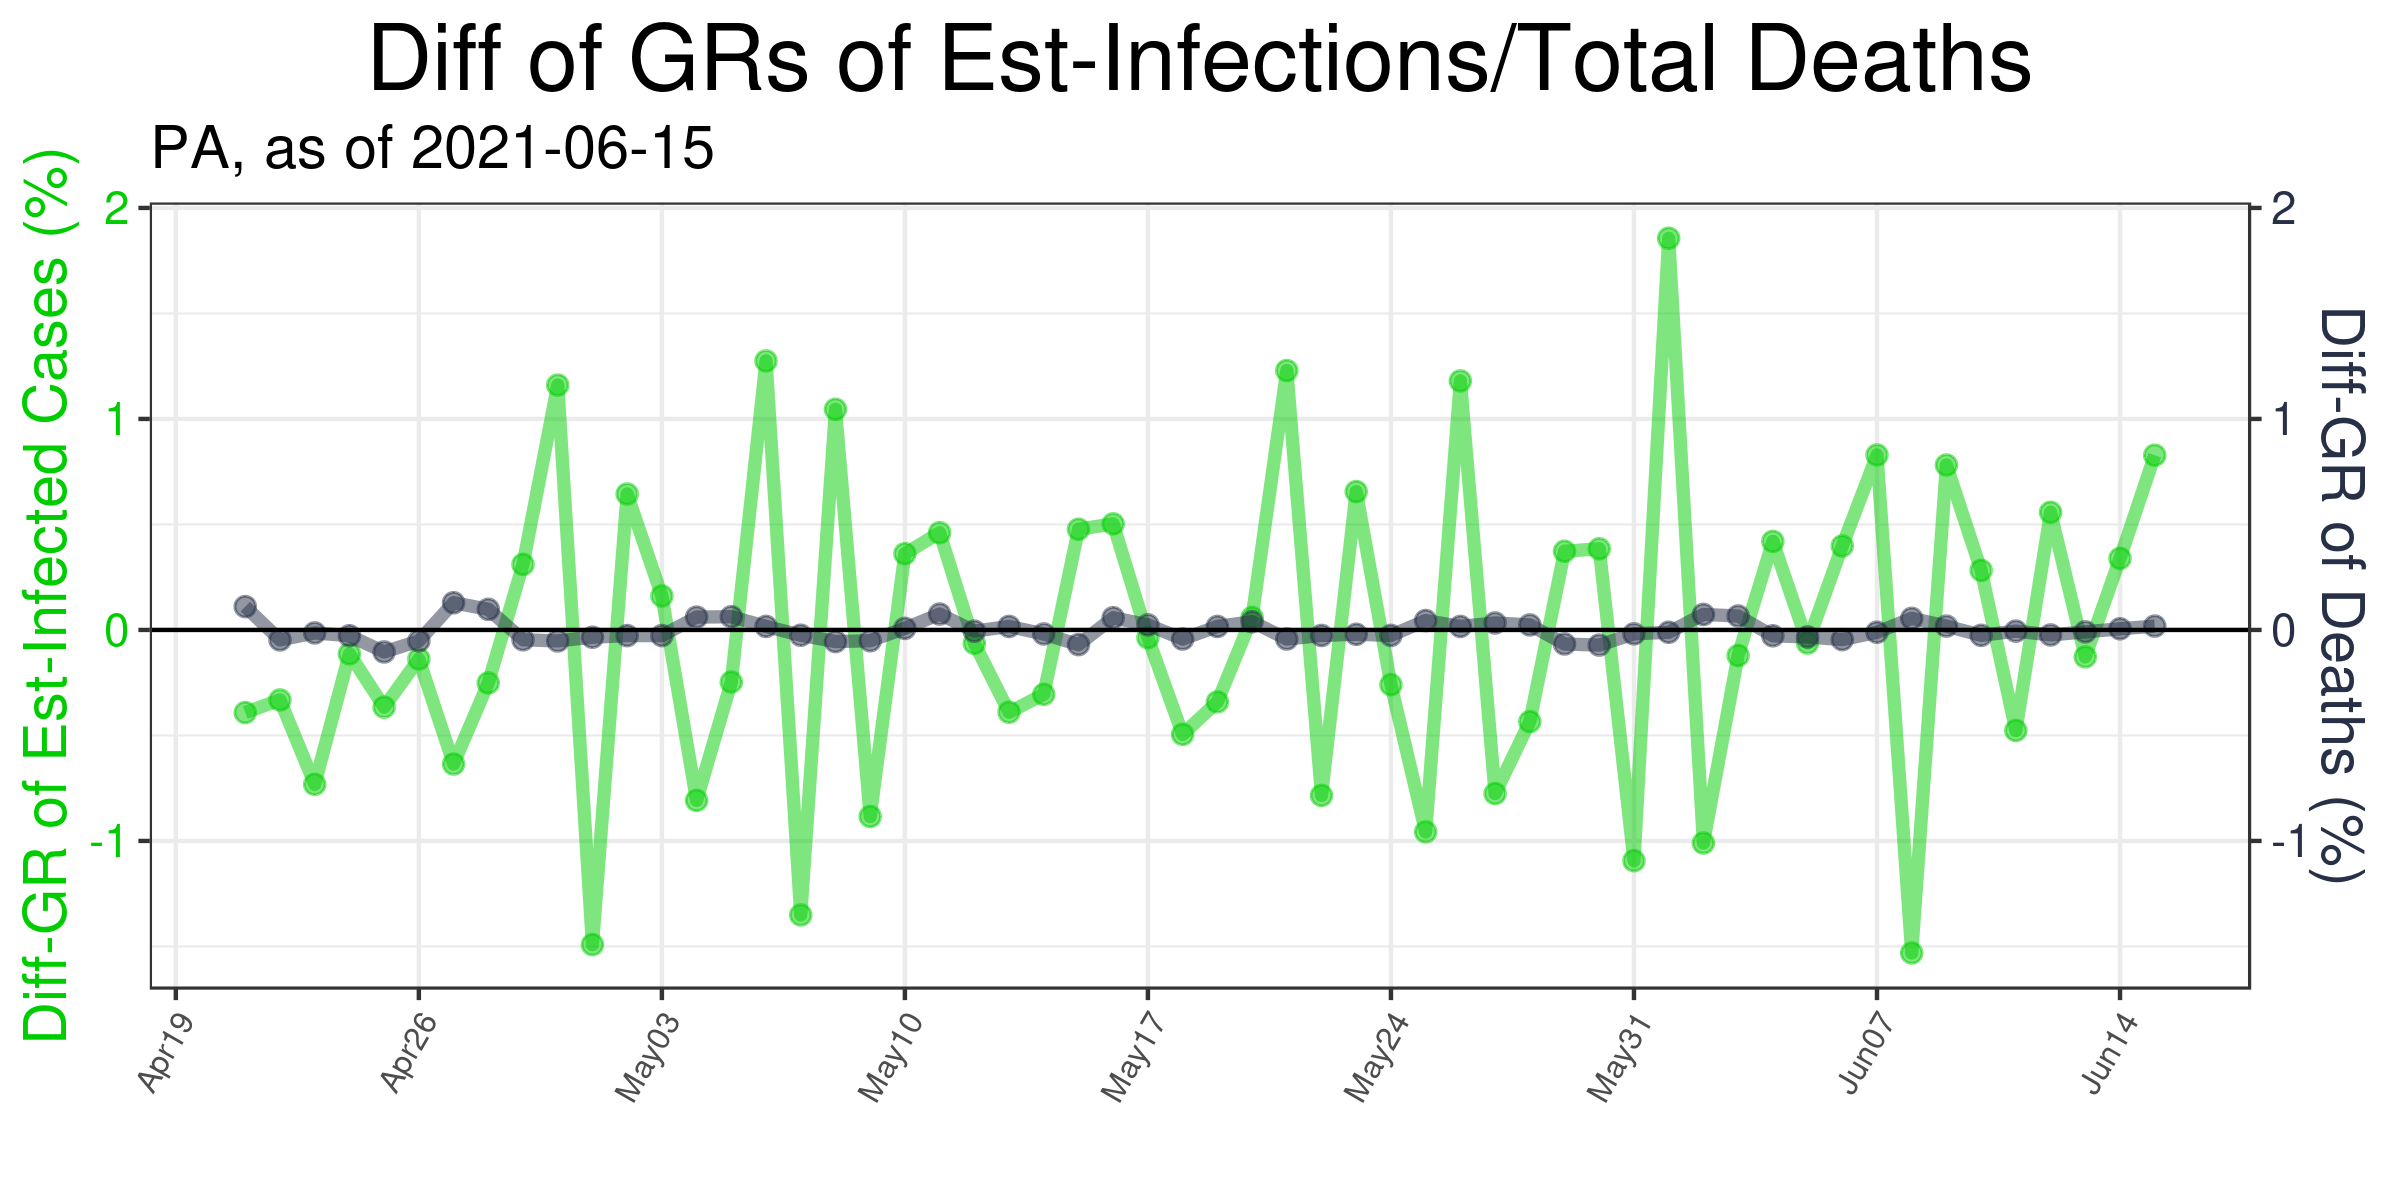 Diff of GRs of Est-Infections/Total Deaths
PA, as of 2021-06-15
Diff-GR of Est-Infected Cases (%)
2
1
0
-1
2
1
0
-1
Diff-GR of Deaths (%)
Apr19
Apr26
May03
May10
May17
May24
May31
Jun07
Jun14